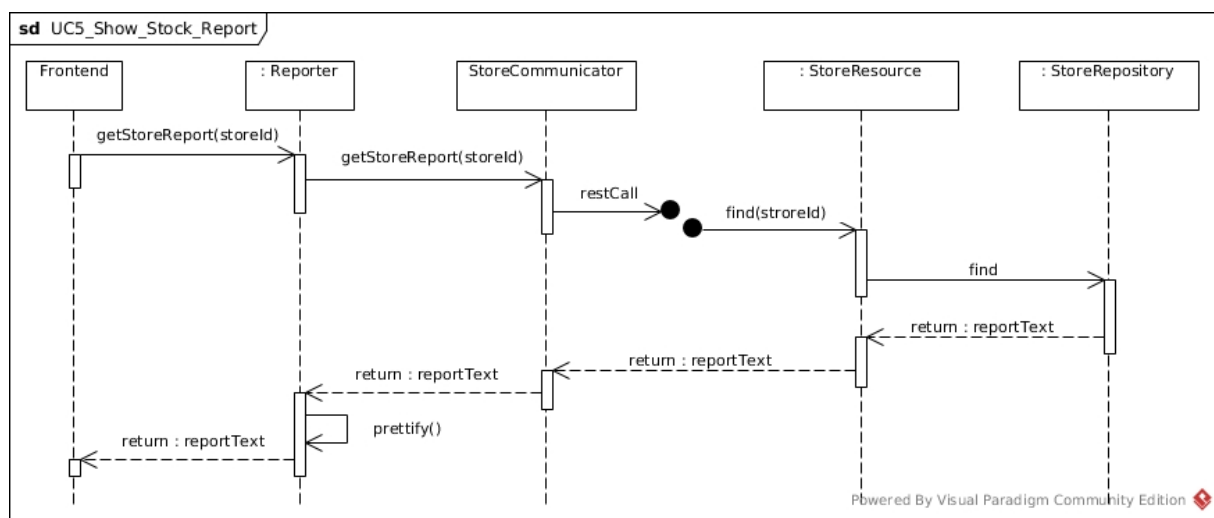 sd UC5_Show_Stock_Report
Frontend
: Reporter
StoreCommunicator
: StoreResource
: StoreRepository
getStoreReport(storeId)
getStoreReport(storeId)
restCall
find(stroreId)
find
return : reportText
return : reportText
return : reportText
prettify()
return : reportText
Powered By Visual Paradigm Community Edition